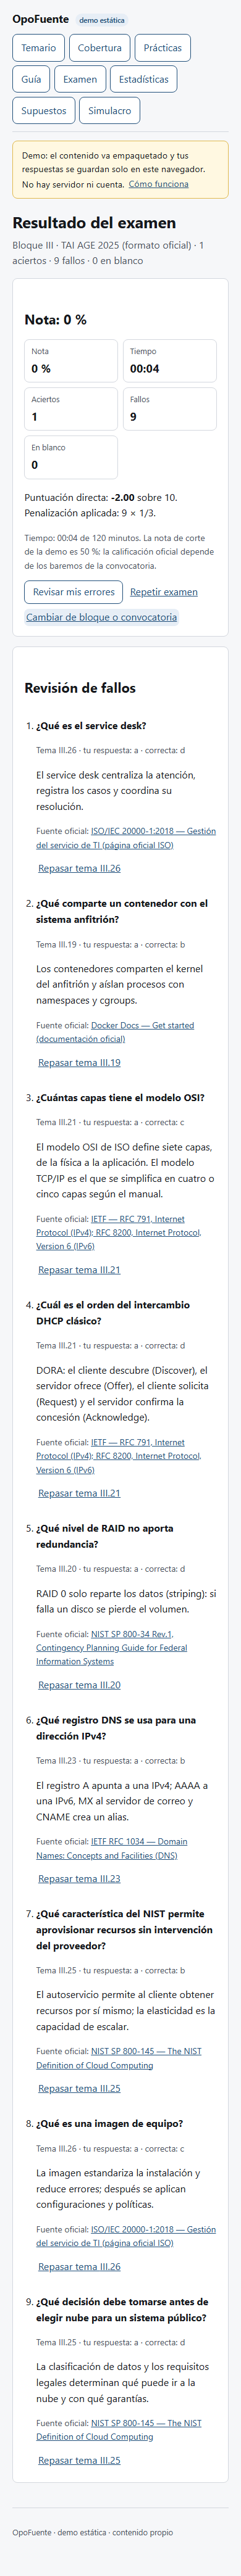 OpoFuente demo estática
Temario Cobertura Prácticas
Guía Examen Estadísticas
Supuestos Simulacro
Demo: el contenido va empaquetado y tus
respuestas se guardan solo en este navegador.
No hay servidor ni cuenta. Cómo funciona
Resultado del examen
Bloque III · TAI AGE 2025 (formato oficial) · 1
aciertos · 9 fallos · 0 en blanco
Nota: 0 %
Nota Tiempo
0 % 00:04
Aciertos Fallos
1 9
En blanco
0
Puntuación directa: -2.00 sobre 10.
Penalización aplicada: 9 × 1/3.
Tiempo: 00:04 de 120 minutos. La nota de corte
de la demo es 50 %; la calificación oficial depende
de los baremos de la convocatoria.
Revisar mis errores Repetir examen
Cambiar de bloque o convocatoria
Revisión de fallos
1. ¿Qué es el service desk?
Tema III.26 · tu respuesta: a · correcta: d
El service desk centraliza la atención,
registra los casos y coordina su
resolución.
Fuente oficial: ISO/IEC 20000-1:2018 — Gestión
del servicio de TI (página oficial ISO)
Repasar tema III.26
2. ¿Qué comparte un contenedor con el
sistema anfitrión?
Tema III.19 · tu respuesta: a · correcta: b
Los contenedores comparten el kernel
del anfitrión y aíslan procesos con
namespaces y cgroups.
Fuente oficial: Docker Docs — Get started
(documentación oficial)
Repasar tema III.19
3. ¿Cuántas capas tiene el modelo OSI?
Tema III.21 · tu respuesta: a · correcta: c
El modelo OSI de ISO define siete capas,
de la física a la aplicación. El modelo
TCP/IP es el que se simplifica en cuatro o
cinco capas según el manual.
Fuente oficial: IETF — RFC 791, Internet
Protocol (IPv4); RFC 8200, Internet Protocol,
Version 6 (IPv6)
Repasar tema III.21
4. ¿Cuál es el orden del intercambio
DHCP clásico?
Tema III.21 · tu respuesta: a · correcta: d
DORA: el cliente descubre (Discover), el
servidor ofrece (Offer), el cliente solicita
(Request) y el servidor confirma la
concesión (Acknowledge).
Fuente oficial: IETF — RFC 791, Internet
Protocol (IPv4); RFC 8200, Internet Protocol,
Version 6 (IPv6)
Repasar tema III.21
5. ¿Qué nivel de RAID no aporta
redundancia?
Tema III.20 · tu respuesta: a · correcta: d
RAID 0 solo reparte los datos (striping): si
falla un disco se pierde el volumen.
Fuente oficial: NIST SP 800-34 Rev.1,
Contingency Planning Guide for Federal
Information Systems
Repasar tema III.20
6. ¿Qué registro DNS se usa para una
dirección IPv4?
Tema III.23 · tu respuesta: a · correcta: b
El registro A apunta a una IPv4; AAAA a
una IPv6, MX al servidor de correo y
CNAME crea un alias.
Fuente oficial: IETF RFC 1034 — Domain
Names: Concepts and Facilities (DNS)
Repasar tema III.23
7. ¿Qué característica del NIST permite
aprovisionar recursos sin intervención
del proveedor?
Tema III.25 · tu respuesta: a · correcta: b
El autoservicio permite al cliente obtener
recursos por sí mismo; la elasticidad es la
capacidad de escalar.
Fuente oficial: NIST SP 800-145 — The NIST
Definition of Cloud Computing
Repasar tema III.25
8. ¿Qué es una imagen de equipo?
Tema III.26 · tu respuesta: a · correcta: c
La imagen estandariza la instalación y
reduce errores; después se aplican
configuraciones y políticas.
Fuente oficial: ISO/IEC 20000-1:2018 — Gestión
del servicio de TI (página oficial ISO)
Repasar tema III.26
9. ¿Qué decisión debe tomarse antes de
elegir nube para un sistema público?
Tema III.25 · tu respuesta: a · correcta: d
La clasificación de datos y los requisitos
legales determinan qué puede ir a la
nube y con qué garantías.
Fuente oficial: NIST SP 800-145 — The NIST
Definition of Cloud Computing
Repasar tema III.25
OpoFuente · demo estática · contenido propio